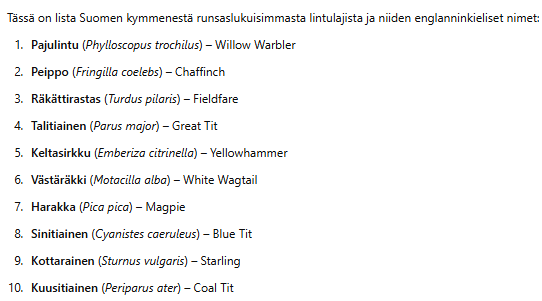 Tässä on lista Suomen kymmenestä runsaslukuisimmasta lintulajista ja niiden englanninkieliset nimet:
1. Pajulintu (Phylloscopus trochilus) – Willow Warbler
2. Peippo (Fringilla coelebs) – Chaffinch
3. Räkättirastas (Turdus pilaris) – Fieldfare
4. Talitiainen (Parus major) – Great Tit
5. Keltasirkku (Emberiza citrinella) – Yellowhammer
6. Västäräkki (Motacilla alba) – White Wagtail
7. Harakka (Pica pica) – Magpie
8. Sinitiainen (Cyanistes caeruleus) – Blue Tit
9. Kottarainen (Sturnus vulgaris) – Starling
10. Kuusitiainen (Periparus ater) – Coal Tit